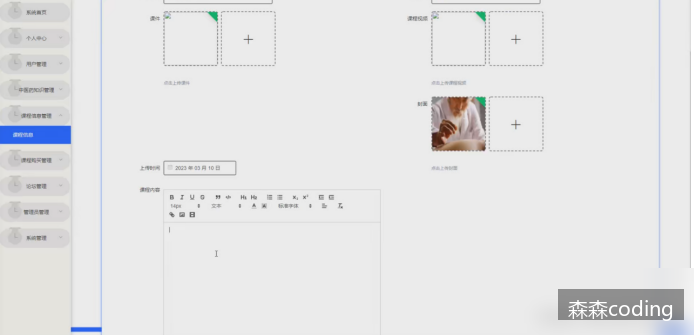 系统首页
个人中心
用户管理
中医药知识管理
课程信息管理
课程信息
课程购买管理
论坛管理
管理员管理
系统管理
课件
点击上传课件
课程视频
点击上传课程视频
封面
点击上传封面
上传时间
2023 年 03 月 10 日
课程内容
B I U S H1 H2 x₂ x²
14px 文字 A 标准字体
森森coding